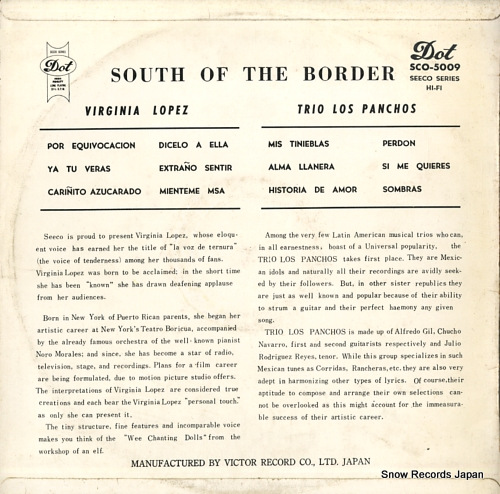 Dot
Dot
SCO-5009
SEECO SERIES
HI-FI
SOUTH OF THE BORDER
VIRGINIA LOPEZ
POR EQUIVOCACION DICELO A ELLA
YA TU VERAS EXTRAÑO SENTIR
CARIÑITO AZUCARADO MIENTEME MSA
TRIO LOS PANCHOS
MIS TINIEBLAS PERDON
ALMA LLANERA SI ME QUIERES
HISTORIA DE AMOR SOMBRAS
Seeco is proud to present Virginia Lopez, whose eloqu-
ent voice has earned her the title of "la voz de ternura"
(the voice of tenderness) among her thousands of fans.
Virginia Lopez was born to be acclaimed; in the short time
she has been "known" she has drawn deafening applause
from her audiences.
Born in New York of Puerto Rican parents, she began her
artistic career at New York's Teatro Boricua, accompanied
by the already famous orchestra of the well-known pianist
Noro Morales; and since, she has become a star of radio,
television, stage, and recordings. Plans for a film career
are being formulated, due to motion picture studio offers.
The interpretations of Virginia Lopez are considered true
creations and each bear the Virginia Lopez "personal touch,"
as only she can present it.
The tiny structure, fine features and incomparable voice
makes you think of the "Wee Chanting Dolls" from the
workshop of an elf.
Among the very few Latin American musical trios who can,
in all earnestness, boast of a Universal popularity, the
TRIO LOS PANCHOS takes first place. They are Mexic-
an idols and naturally all their recordings are avidly seek-
ed by their followers. But, in other sister republics they
are just as well known and popular because of their ability
to strum a guitar and their perfect haemony any given
song.
TRIO LOS PANCHOS is made up of Alfredo Gil, Chucho
Navarro, first and second guitarists respectively and Julio
Rodriguez Reyes, tenor. While this group specializes in such
Mexican tunes as Corridas, Rancheras, etc. they are also very
adept in harmonizing other types of lyrics. Of course, their
aptitude to compose and arrange their own selections can-
not be overlooked as this might account for the immeasura-
ble success of their artistic career.
MANUFACTURED BY VICTOR RECORD CO., LTD. JAPAN
Snow Records Japan